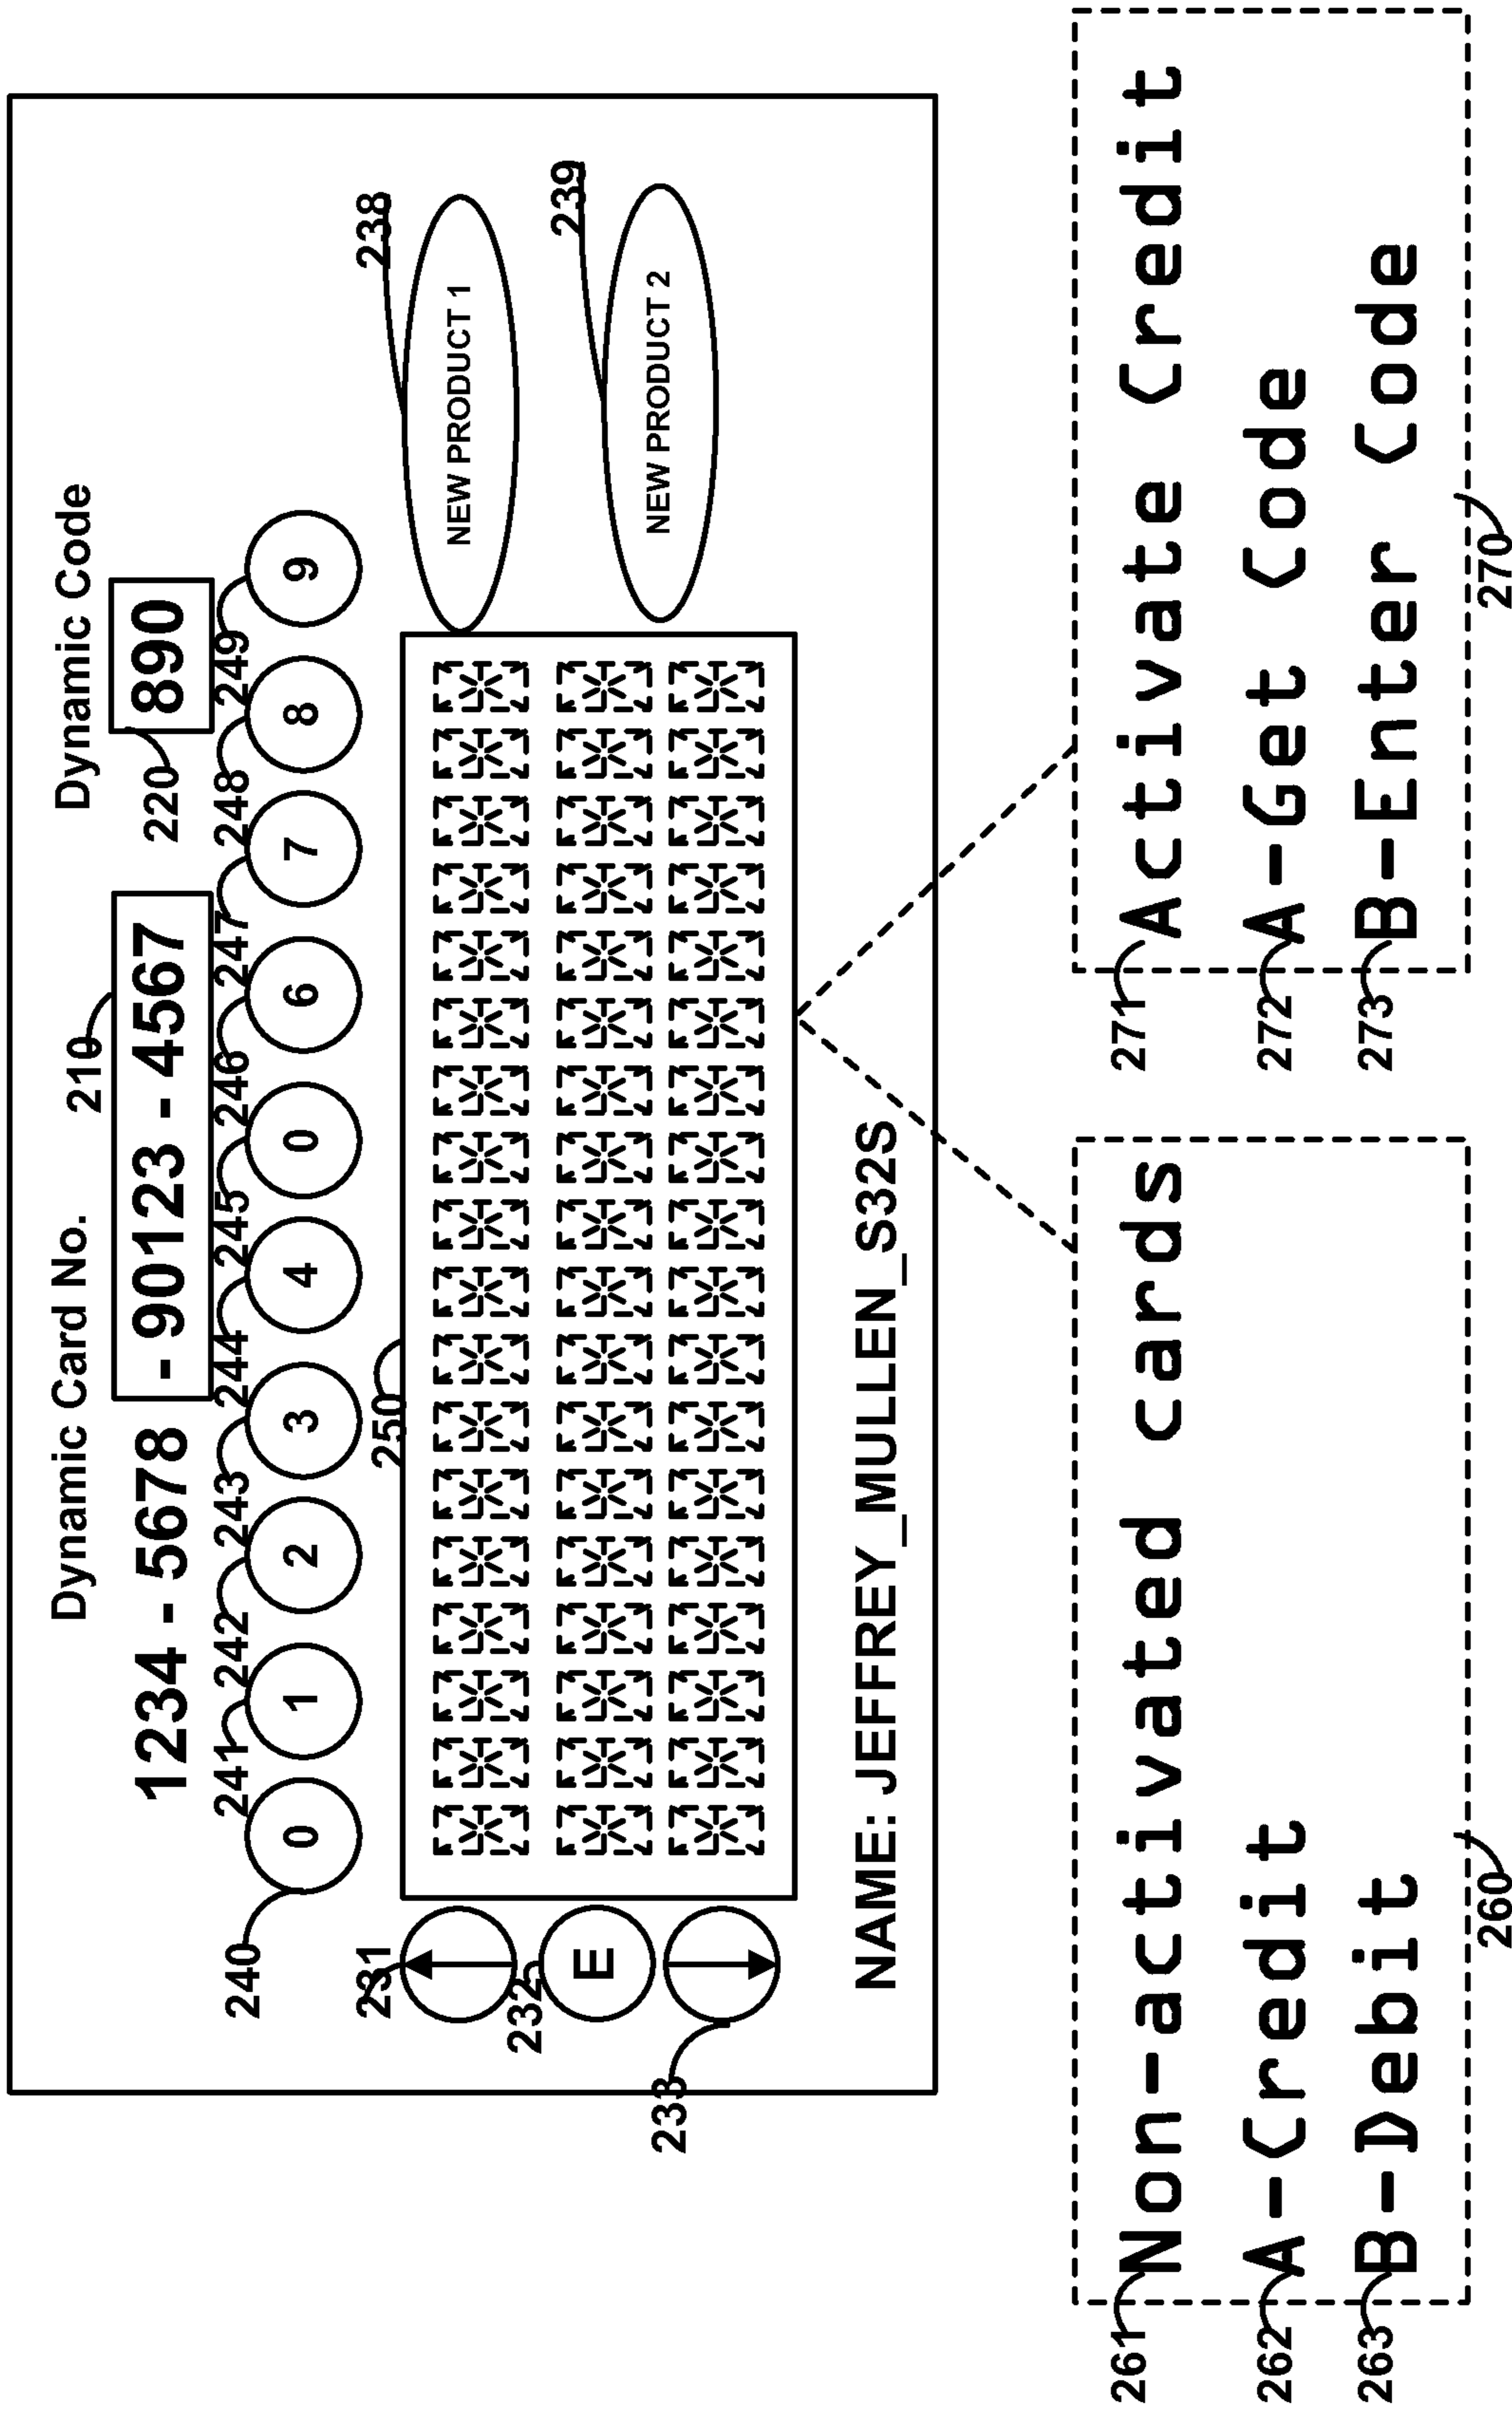 Dynamic Card No. 210 Dynamic Code
1234 - 5678 - 90123 - 4567 220 890
241 242 243 244 245 246 247 248 249
240 0 1 2 3 4 0 6 7 8 9
231 250 238
NEW PRODUCT 1
232 E 239
NEW PRODUCT 2
233
NAME: JEFFREY_MULLEN_S32S
261 Non-activated cards
262 A-Credit
263 B-Debit
260
271 Activate Credit
272 A-Get Code
273 B-Enter Code
270